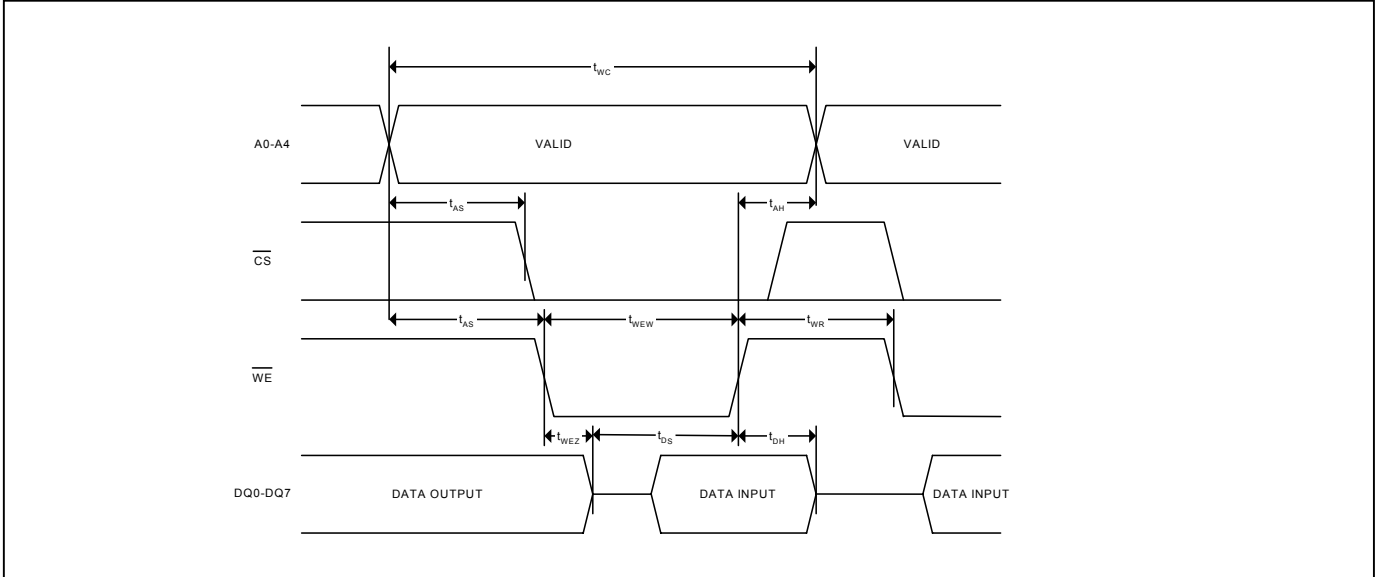 tWC
A0-A4
VALID
VALID
tAS
tAH
CS
tAS
tWEW
tWR
WE
tWEZ
tDS
tDH
DQ0-DQ7
DATA OUTPUT
DATA INPUT
DATA INPUT